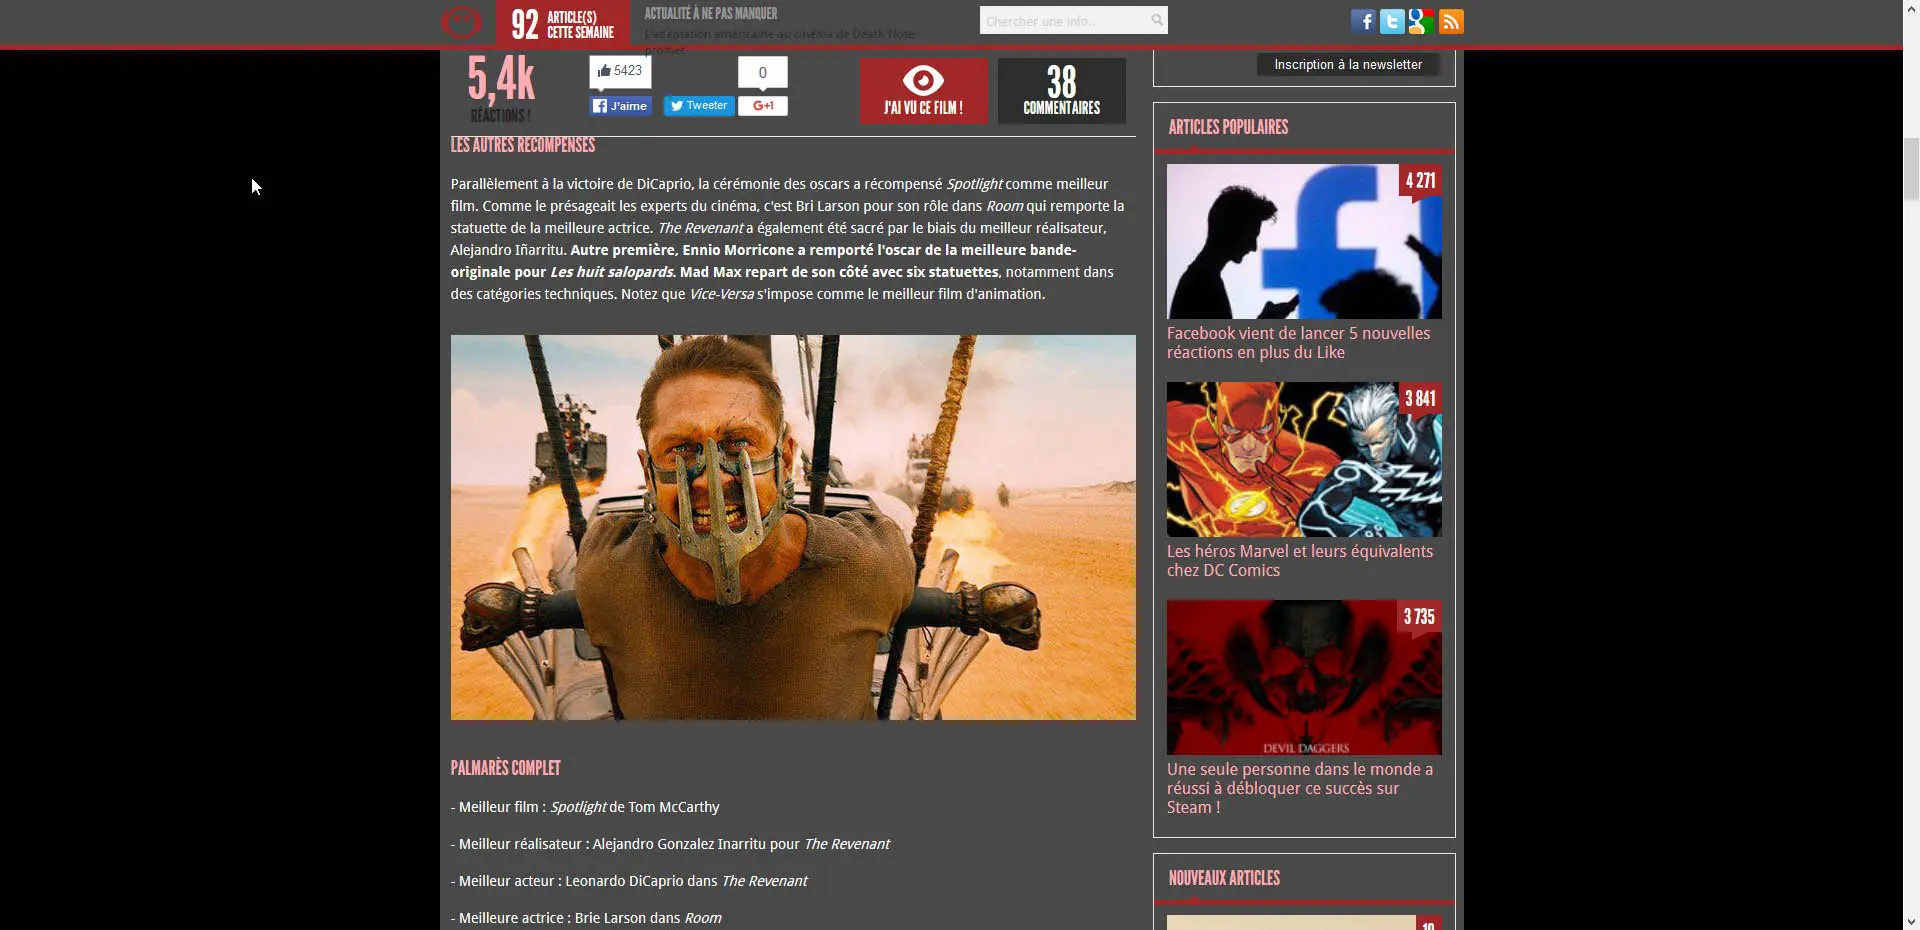 92 ARTICLE(S)
CETTE SEMAINE
ACTUALITÉ À NE PAS MANQUER
L'adaptation américaine au cinéma de Death Note
promet
Chercher une info..
5,4k
RÉACTIONS !
5423
J'aime
Tweeter
0
G+1
J'AI VU CE FILM !
38
COMMENTAIRES
Inscription à la newsletter
LES AUTRES RECOMPENSES
Parallèlement à la victoire de DiCaprio, la cérémonie des oscars a récompensé Spotlight comme meilleur
film. Comme le présageait les experts du cinéma, c'est Bri Larson pour son rôle dans Room qui remporte la
statuette de la meilleure actrice. The Revenant a également été sacré par le biais du meilleur réalisateur,
Alejandro Iñarritu. Autre première, Ennio Morricone a remporté l'oscar de la meilleure bande-
originale pour Les huit salopards. Mad Max repart de son côté avec six statuettes, notamment dans
des catégories techniques. Notez que Vice-Versa s'impose comme le meilleur film d'animation.
PALMARÈS COMPLET
- Meilleur film : Spotlight de Tom McCarthy
- Meilleur réalisateur : Alejandro Gonzalez Inarritu pour The Revenant
- Meilleur acteur : Leonardo DiCaprio dans The Revenant
- Meilleure actrice : Brie Larson dans Room
ARTICLES POPULAIRES
4 271
Facebook vient de lancer 5 nouvelles
réactions en plus du Like
3 841
Les héros Marvel et leurs équivalents
chez DC Comics
3 735
DEVIL DAGGERS
Une seule personne dans le monde a
réussi à débloquer ce succès sur
Steam !
NOUVEAUX ARTICLES